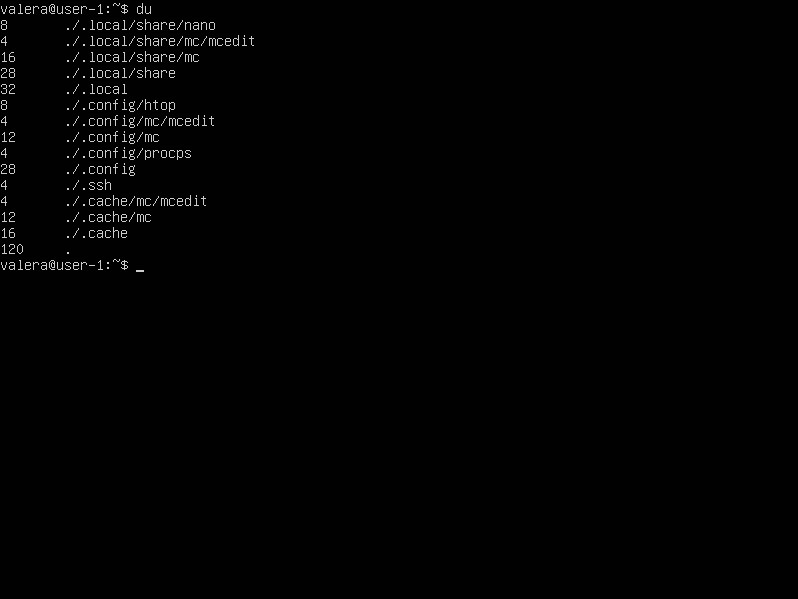 valera@user-1:~$ du
8       ./.local/share/nano
4       ./.local/share/mc/mcedit
16      ./.local/share/mc
28      ./.local/share
32      ./.local
8       ./.config/htop
4       ./.config/mc/mcedit
12      ./.config/mc
4       ./.config/procps
28      ./.config
4       ./.ssh
4       ./.cache/mc/mcedit
12      ./.cache/mc
16      ./.cache
120     .
valera@user-1:~$ _